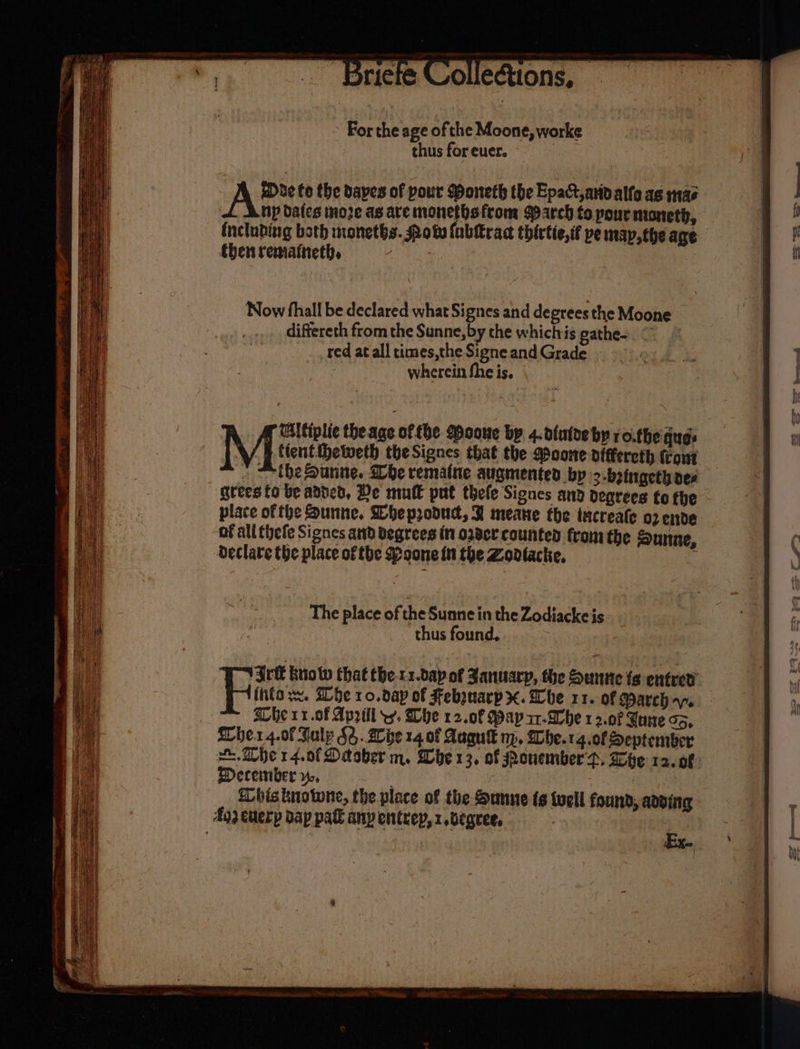 Briefe Collections,
For the age of the Moone, worke
thus for euer.
ADde to the dayes of your Moneth the Epact, and also as ma-
ny daies more as are moneths from March to your moneth,
including both moneths. Now substract thirtie, if ye may, the age
then remaineth.
Now shall be declared what Signes and degrees the Moone
differeth from the Sunne, by the which is gathe-
red at all times, the Signe and Grade
wherein she is.
MUltiplie the age of the Moone by 4. diuide by 10. the quo-
tient sheweth the Signes that the Moone differeth from
the Sunne. The remaine augmented by 3. bringeth de-
grees to be added. Ye must put these Signes and degrees to the
place of the Sunne. The product, I meane the increase or ende
of all these Signes and degrees in order counted from the Sunne,
declare the place of the Moone in the Zodiacke.
The place of the Sunne in the Zodiacke is
thus found.
FIrst know that the 11. day of Ianuary, the Sunne is entred
into ♒. The 10. day of February ♓. The 11. of March ♈.
The 11. of Aprill ♉. The 12. of May ♊. The 12. of Iune ♋.
The 14. of Iuly ♌. The 14 of August ♍. The. 14. of September
♎. The 14. of October ♏. The 13. of Nouember ♐. The 12. of
December ♑.
This knowne, the place of the Sunne is well found, adding
for euery day past any entrey, 1. degree.
Ex-